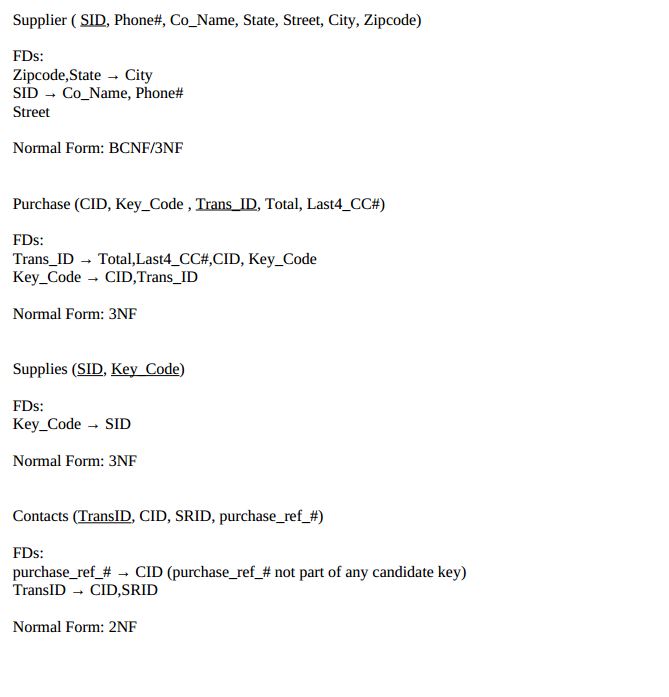 Supplier ( SID, Phone#, Co_Name, State, Street, City, Zipcode)
FDs:
Zipcode,State → City
SID → Co_Name, Phone#
Street
Normal Form: BCNF/3NF
Purchase (CID, Key_Code , Trans_ID, Total, Last4_CC#)
FDs:
Trans_ID → Total,Last4_CC#,CID, Key_Code
Key_Code → CID,Trans_ID
Normal Form: 3NF
Supplies (SID, Key_Code)
FDs:
Key_Code → SID
Normal Form: 3NF
Contacts (TransID, CID, SRID, purchase_ref_#)
FDs:
purchase_ref_# → CID (purchase_ref_# not part of any candidate key)
TransID → CID,SRID
Normal Form: 2NF